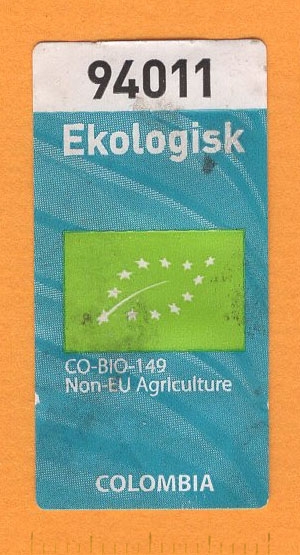 94011
Ekologisk
CO-BIO-149
Non-EU Agriculture
COLOMBIA